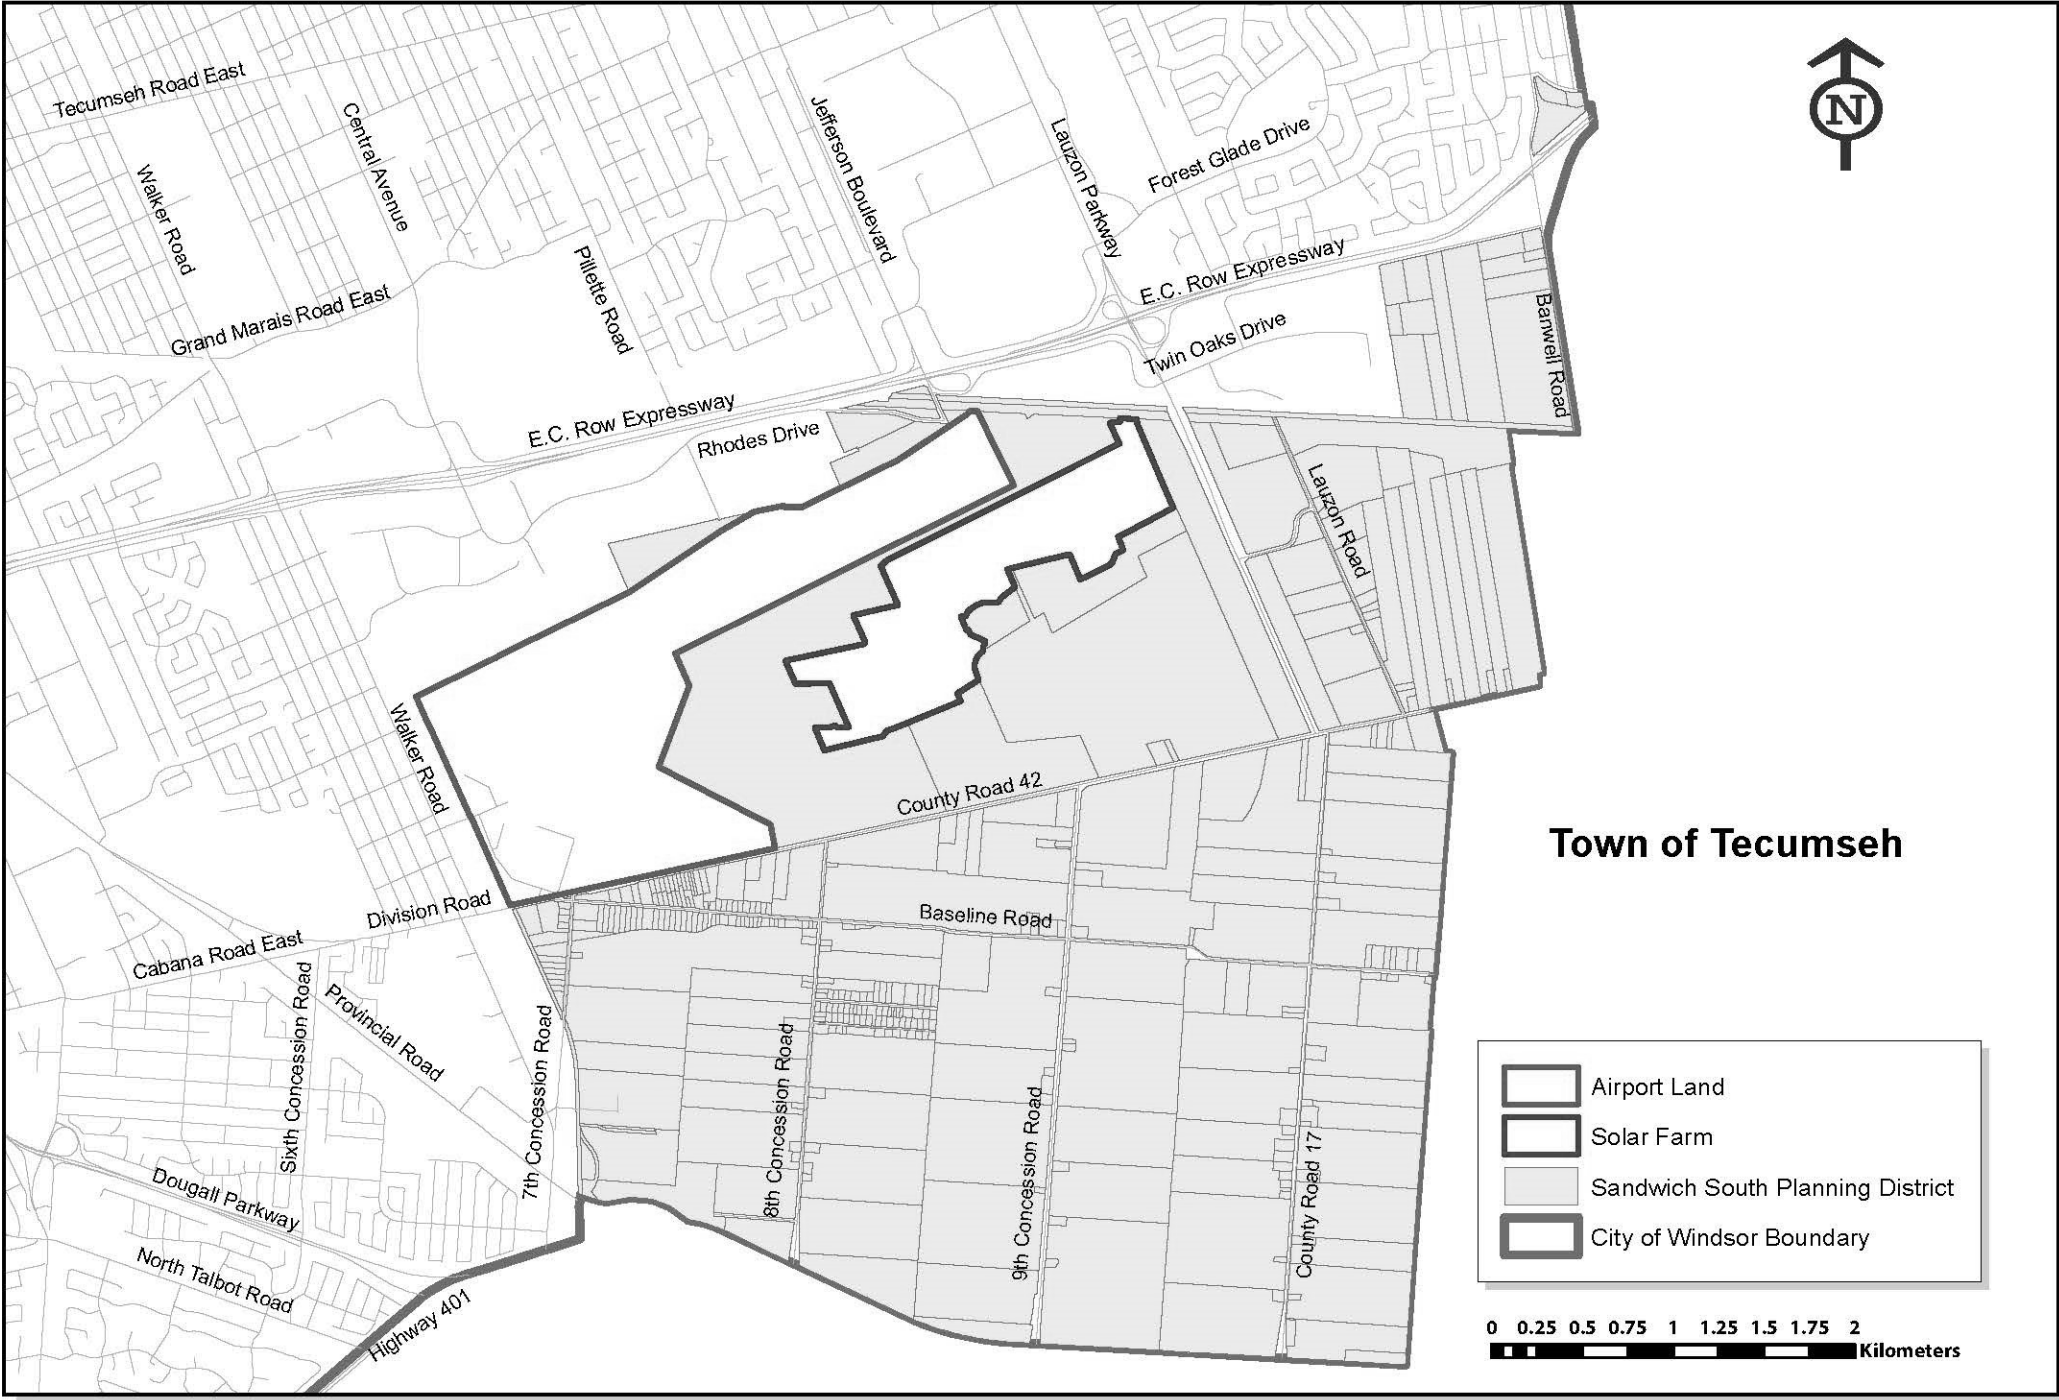 Tecumseh Road East
Central Avenue
Walker Road
Jefferson Boulevard
Lauzon Parkway
Forest Glade Drive
N
Grand Marais Road East
Pillette Road
E.C. Row Expressway
Twin Oaks Drive
Banwell Road
E.C. Row Expressway
Rhodes Drive
Lauzon Road
Walker Road
County Road 42
Town of Tecumseh
Division Road
Baseline Road
Cabana Road East
Sixth Concession Road
Provincial Road
7th Concession Road
8th Concession Road
9th Concession Road
County Road 17
Dougall Parkway
North Talbot Road
Highway 401
Airport Land
Solar Farm
Sandwich South Planning District
City of Windsor Boundary
0 0.25 0.5 0.75 1 1.25 1.5 1.75 2
Kilometers